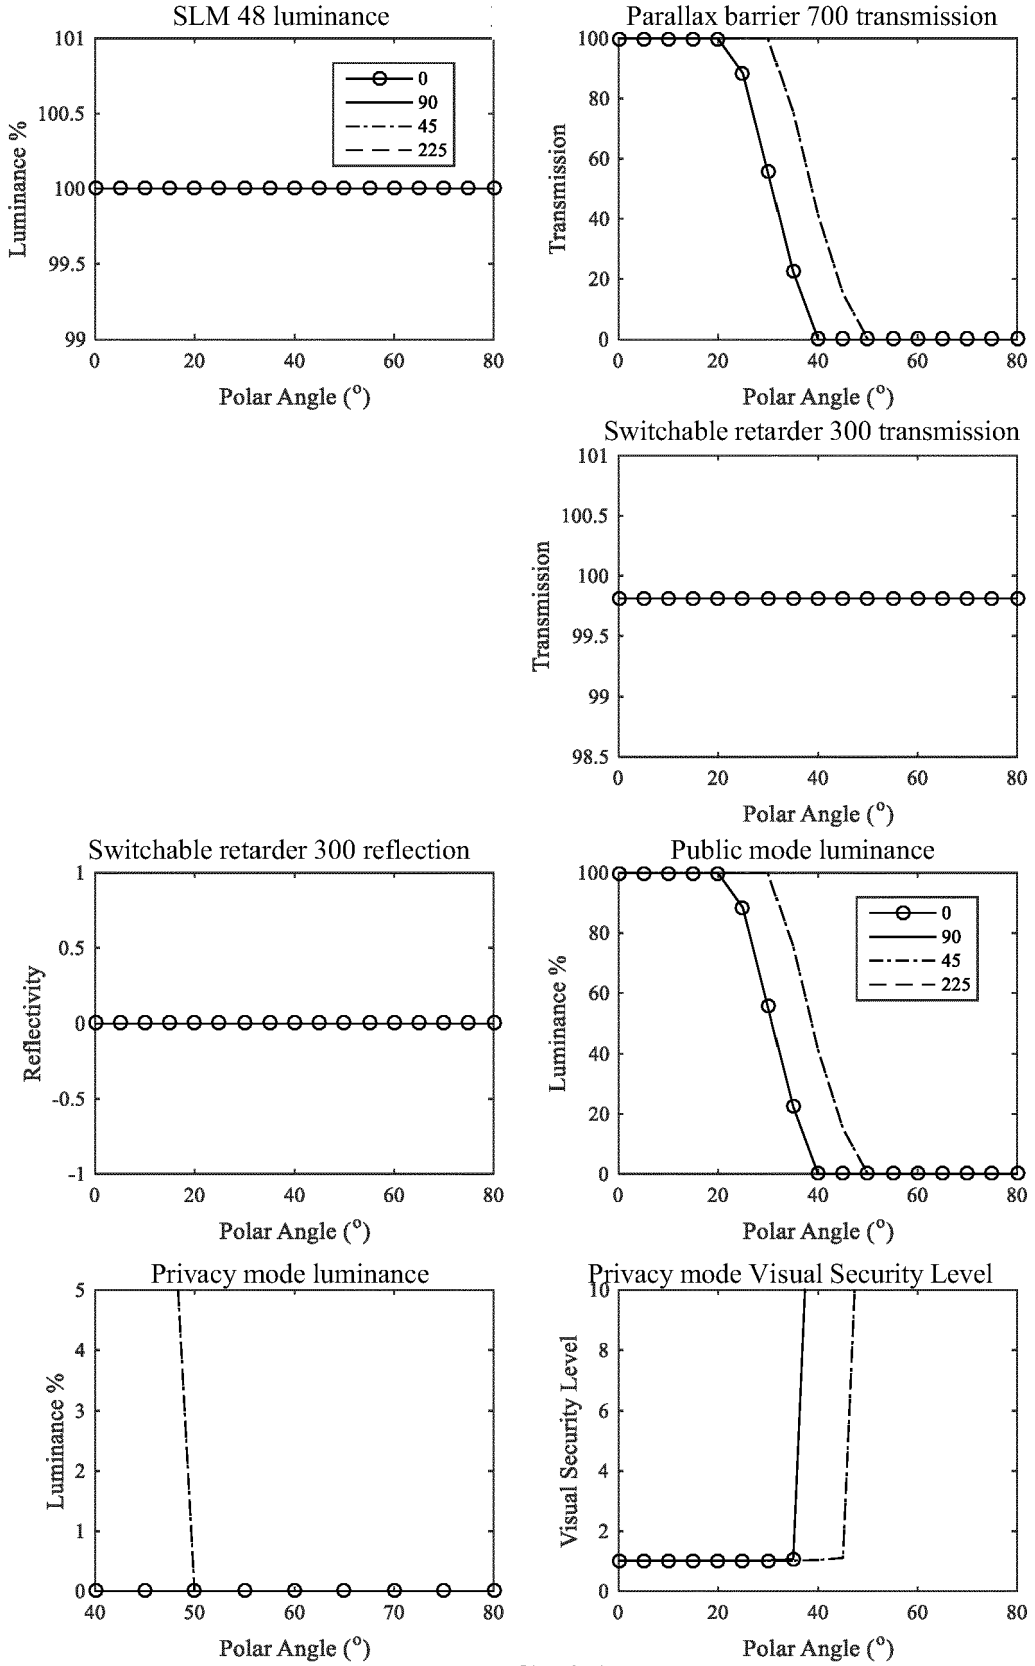 SLM 48 luminance
101
100.5
100
99.5
99
Luminance %
0
90
45
225
0 20 40 60 80
Polar Angle (o)
Parallax barrier 700 transmission
100
80
60
40
20
0
Transmission
0 20 40 60 80
Polar Angle (o)
Switchable retarder 300 transmission
101
100.5
100
99.5
99
98.5
Transmission
0 20 40 60 80
Polar Angle (o)
Switchable retarder 300 reflection
1
0.5
0
-0.5
-1
Reflectivity
0 20 40 60 80
Polar Angle (o)
Public mode luminance
100
80
60
40
20
0
Luminance %
0
90
45
225
0 20 40 60 80
Polar Angle (o)
Privacy mode luminance
5
4
3
2
1
0
Luminance %
40 50 60 70 80
Polar Angle (o)
Privacy mode Visual Security Level
10
8
6
4
2
0
Visual Security Level
0 20 40 60 80
Polar Angle (o)